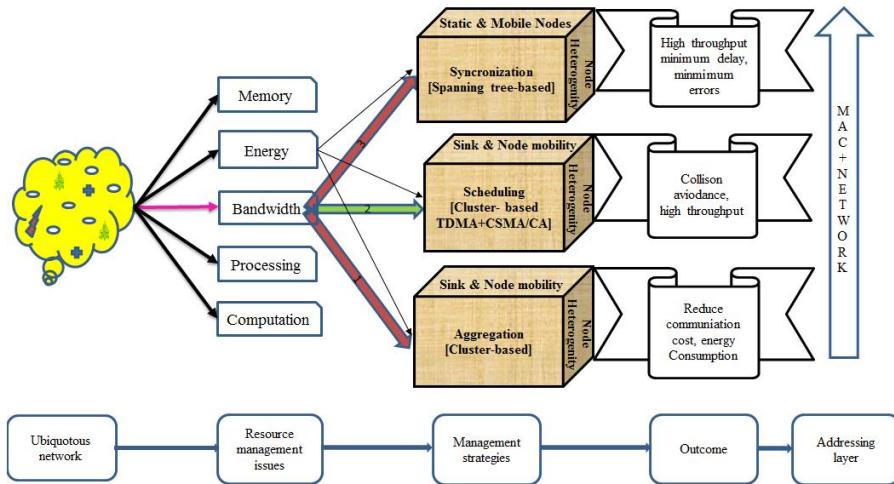 Memory
Energy
Bandwidth
Processing
Computation
3
2
1
Static & Mobile Nodes
Syncronization
[Spanning tree-based]
Node
Heterogenity
High throughput
minimum delay,
minmimum
errors
Sink & Node mobility
Scheduling
[Cluster- based
TDMA+CSMA/CA]
Node
Heterogenity
Collison
aviodance,
high throughput
Sink & Node mobility
Aggregation
[Cluster-based]
Node
Heterogenity
Reduce
communiation
cost, energy
Consumption
MAC+NETWORK
Ubiquotous
network
Resource
management
issues
Management
strategies
Outcome
Addressing
layer